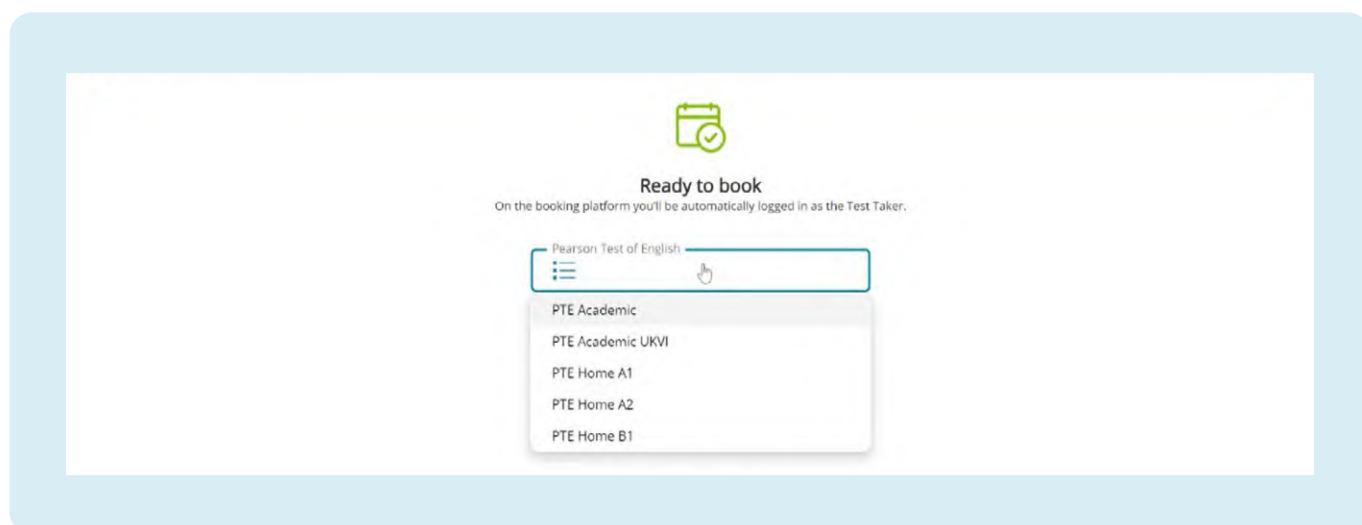 Ready to book
On the booking platform you'll be automatically logged in as the Test Taker.
Pearson Test of English
PTE Academic
PTE Academic UKVI
PTE Home A1
PTE Home A2
PTE Home B1